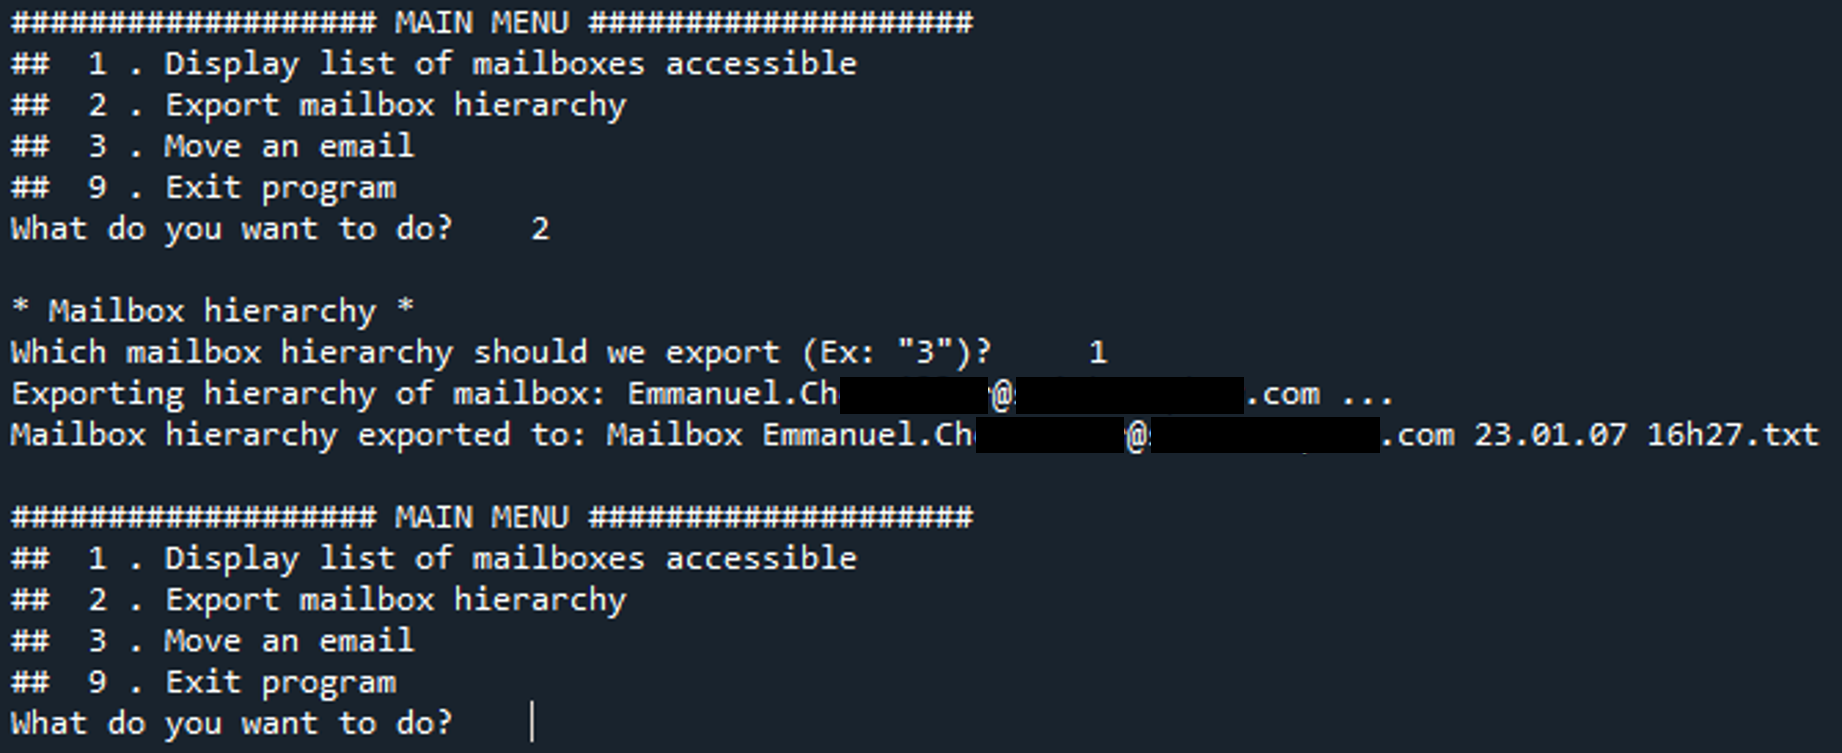 ################### MAIN MENU ####################
##  1 . Display list of mailboxes accessible
##  2 . Export mailbox hierarchy
##  3 . Move an email
##  9 . Exit program
What do you want to do?    2
* Mailbox hierarchy *
Which mailbox hierarchy should we export (Ex: "3")?     1
Exporting hierarchy of mailbox: Emmanuel.Ch @ .com ...
Mailbox hierarchy exported to: Mailbox Emmanuel.Ch @ .com 23.01.07 16h27.txt
################### MAIN MENU ####################
##  1 . Display list of mailboxes accessible
##  2 . Export mailbox hierarchy
##  3 . Move an email
##  9 . Exit program
What do you want to do?